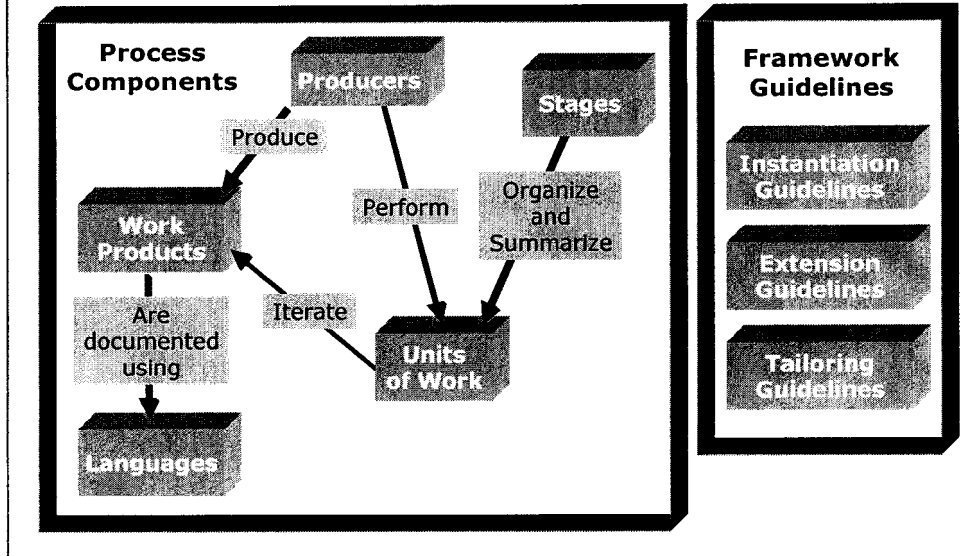 Process
Components
Producers
Stages
Produce
Perform
Organize
and
Summarize
Work
Products
Iterate
Are
documented
using
Units
of Work
Languages
Framework
Guidelines
Instantiation
Guidelines
Extension
Guidelines
Tailoring
Guidelines